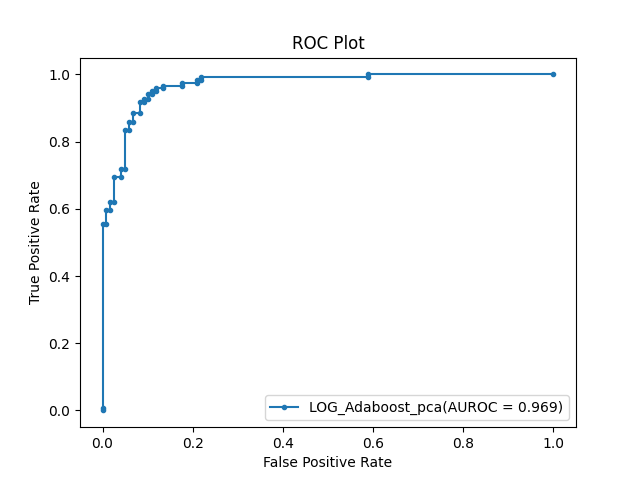 ROC Plot
1.0
0.8
0.6
0.4
0.2
0.0
True Positive Rate
LOG_Adaboost_pca(AUROC = 0.969)
0.0 0.2 0.4 0.6 0.8 1.0
False Positive Rate